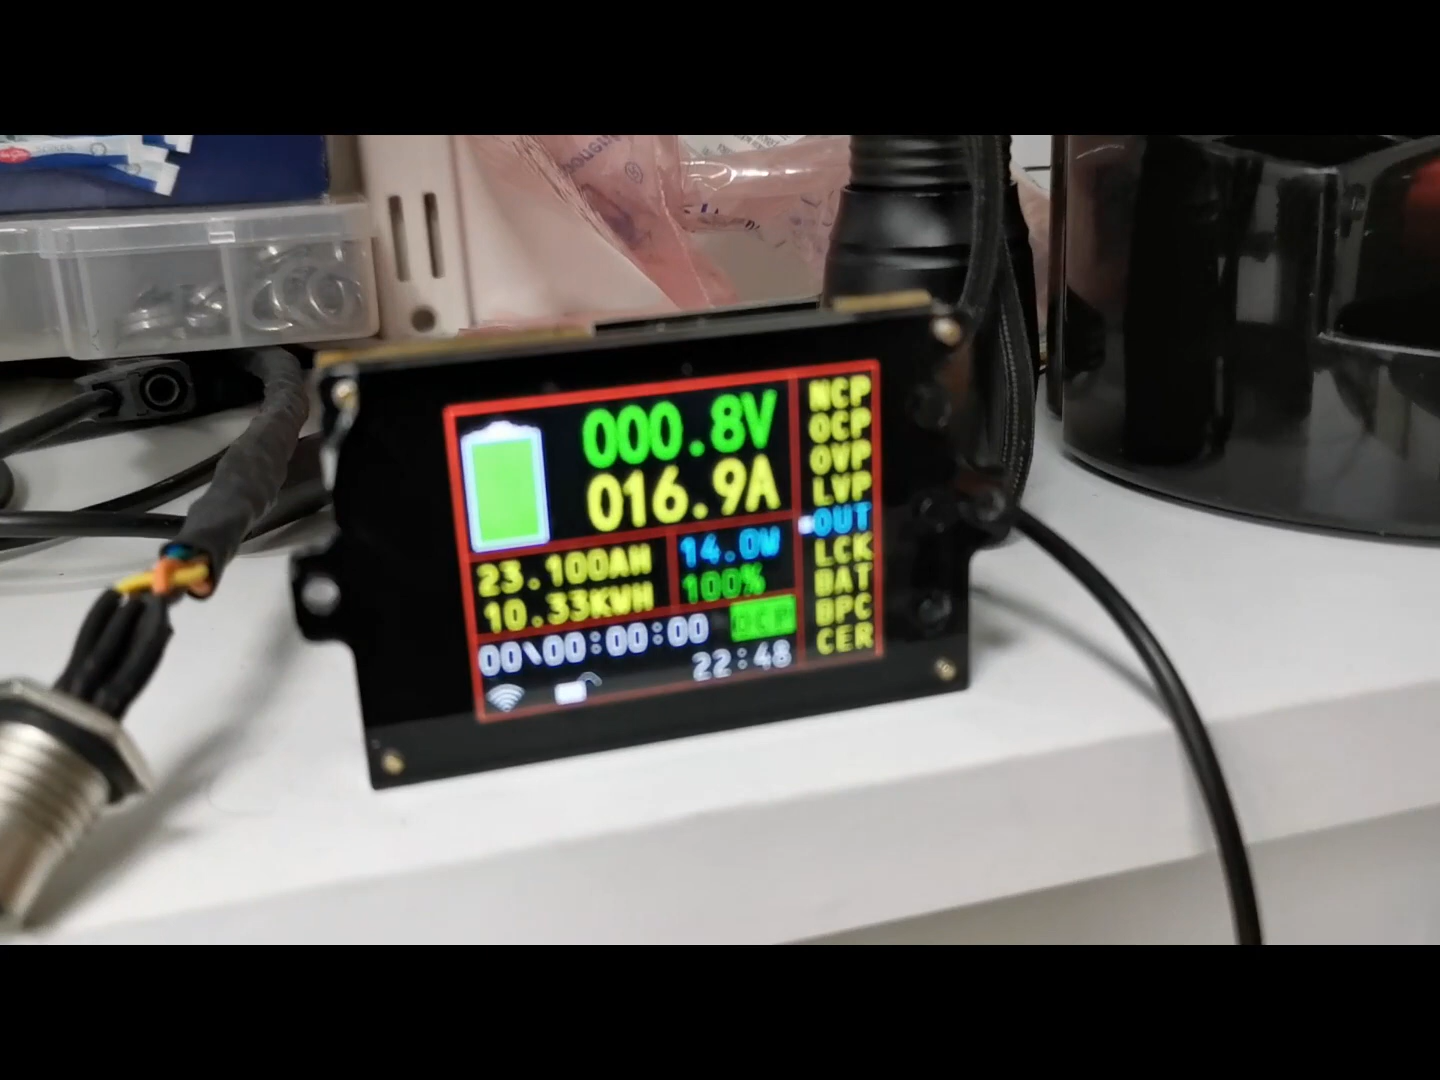 000.8V
016.9A
23.100AH
10.33KWH
14.0W
100%
00\00:00:00
22:48
NCP
OCP
OVP
LVP
OUT
LCK
BAT
BPC
CER